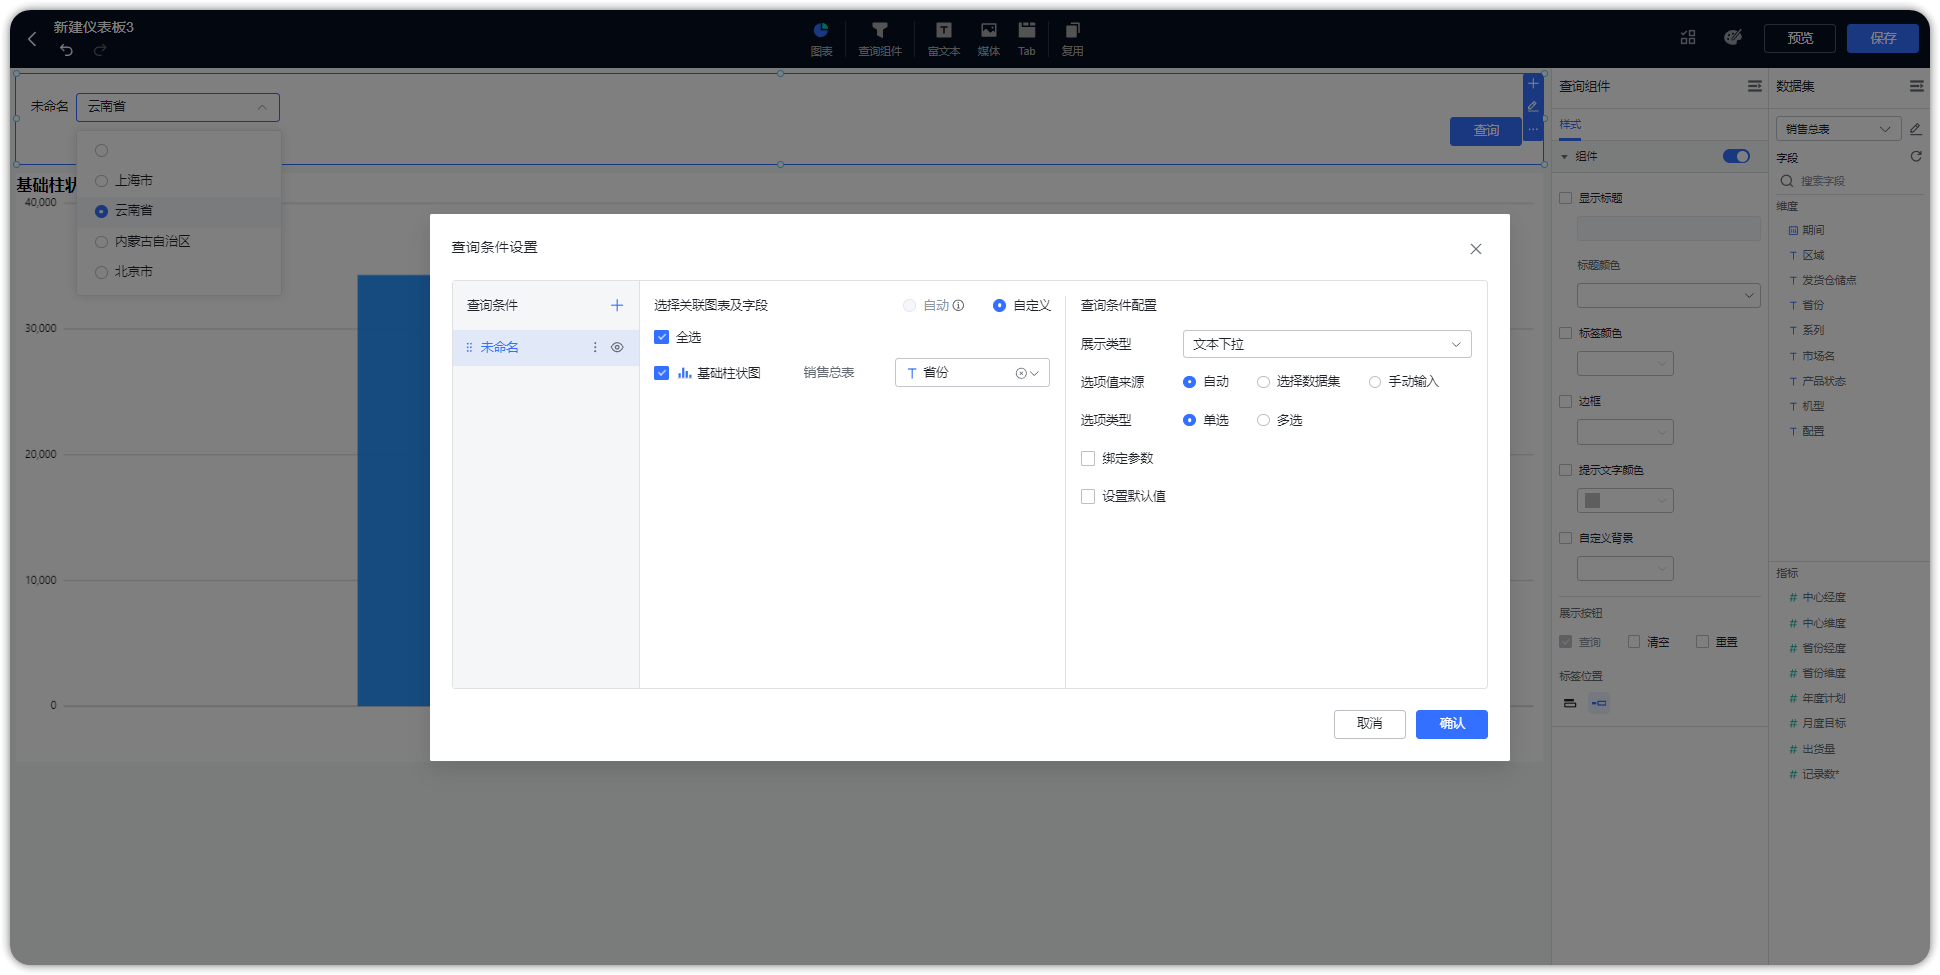 新建仪表板3
图表
查询组件
富文本
媒体
Tab
复用
预览
保存
未命名
云南省
查询
上海市
云南省
内蒙古自治区
北京市
基础柱状
40,000
30,000
20,000
10,000
0
查询条件设置
查询条件
未命名
选择关联图表及字段
自动
自定义
全选
基础柱状图
销售总表
省份
查询条件配置
展示类型
文本下拉
选项值来源
自动
选择数据集
手动输入
选项类型
单选
多选
绑定参数
设置默认值
取消
确认
查询组件
样式
组件
显示标题
标题颜色
标签颜色
边框
提示文字颜色
自定义背景
展示按钮
查询
清空
重置
标签位置
数据集
销售总表
字段
搜索字段
维度
期间
区域
发货仓储点
省份
系列
市场名
产品状态
机型
配置
指标
中心经度
中心维度
省份经度
省份维度
年度计划
月度目标
出货量
记录数*